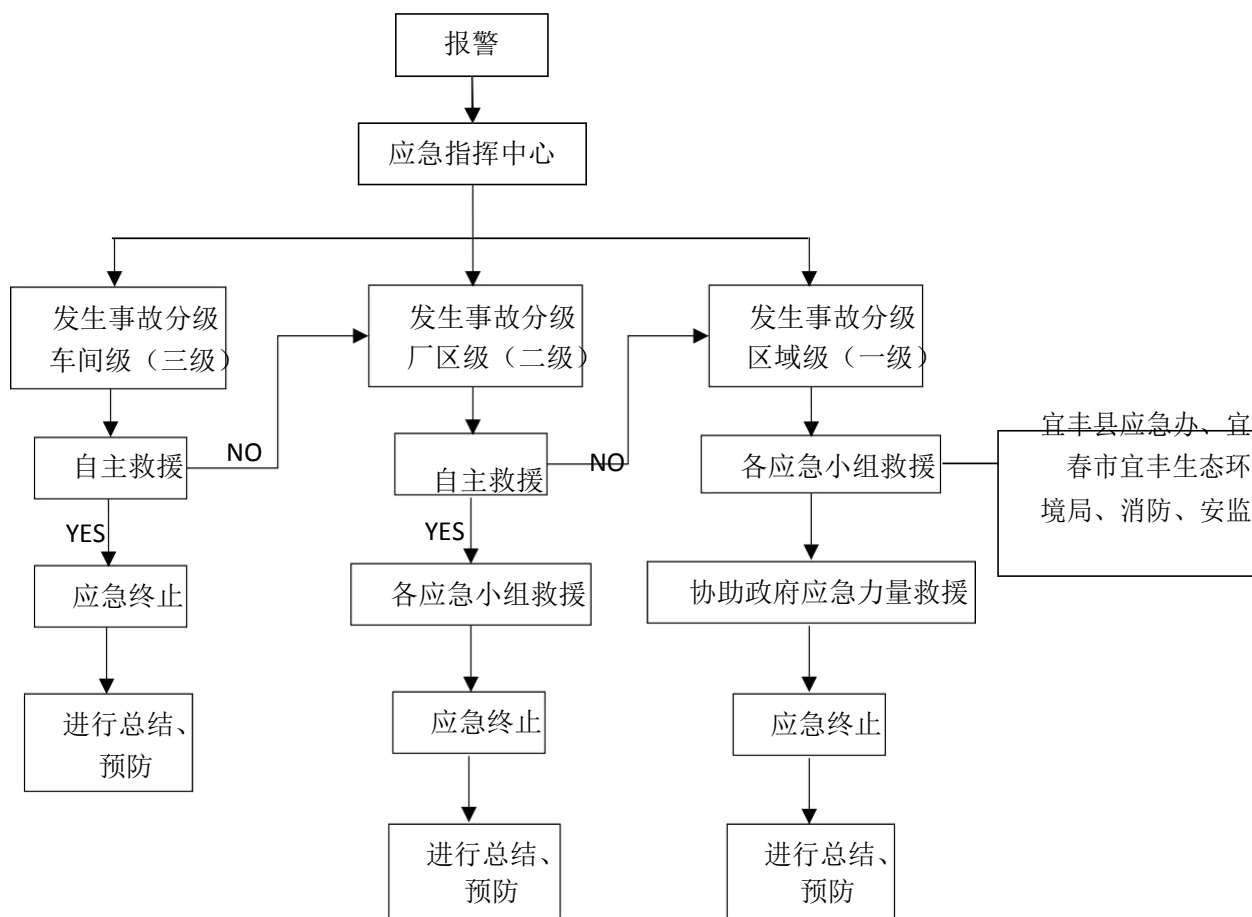 报警
应急指挥中心
发生事故分级
车间级（三级）
发生事故分级
厂区级（二级）
发生事故分级
区域级（一级）
自主救援
NO
自主救援
NO
各应急小组救援
宜丰县应急办、宜
春市宜丰生态环
境局、消防、安监
YES
YES
应急终止
各应急小组救援
协助政府应急力量救援
进行总结、
预防
应急终止
应急终止
进行总结、
预防
进行总结、
预防